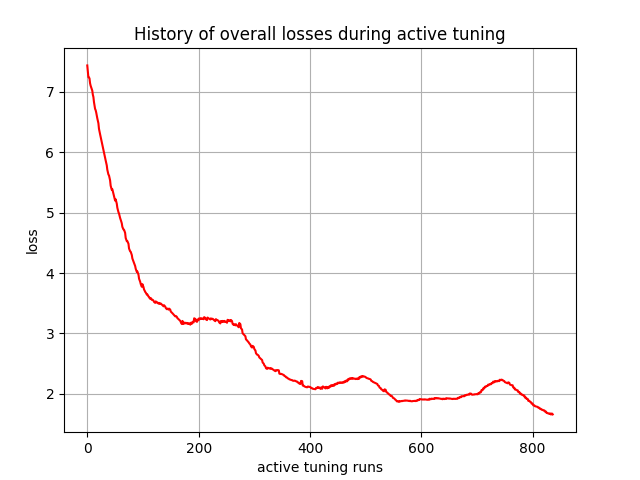 History of overall losses during active tuning
7
6
5
4
3
2
loss
0 200 400 600 800
active tuning runs